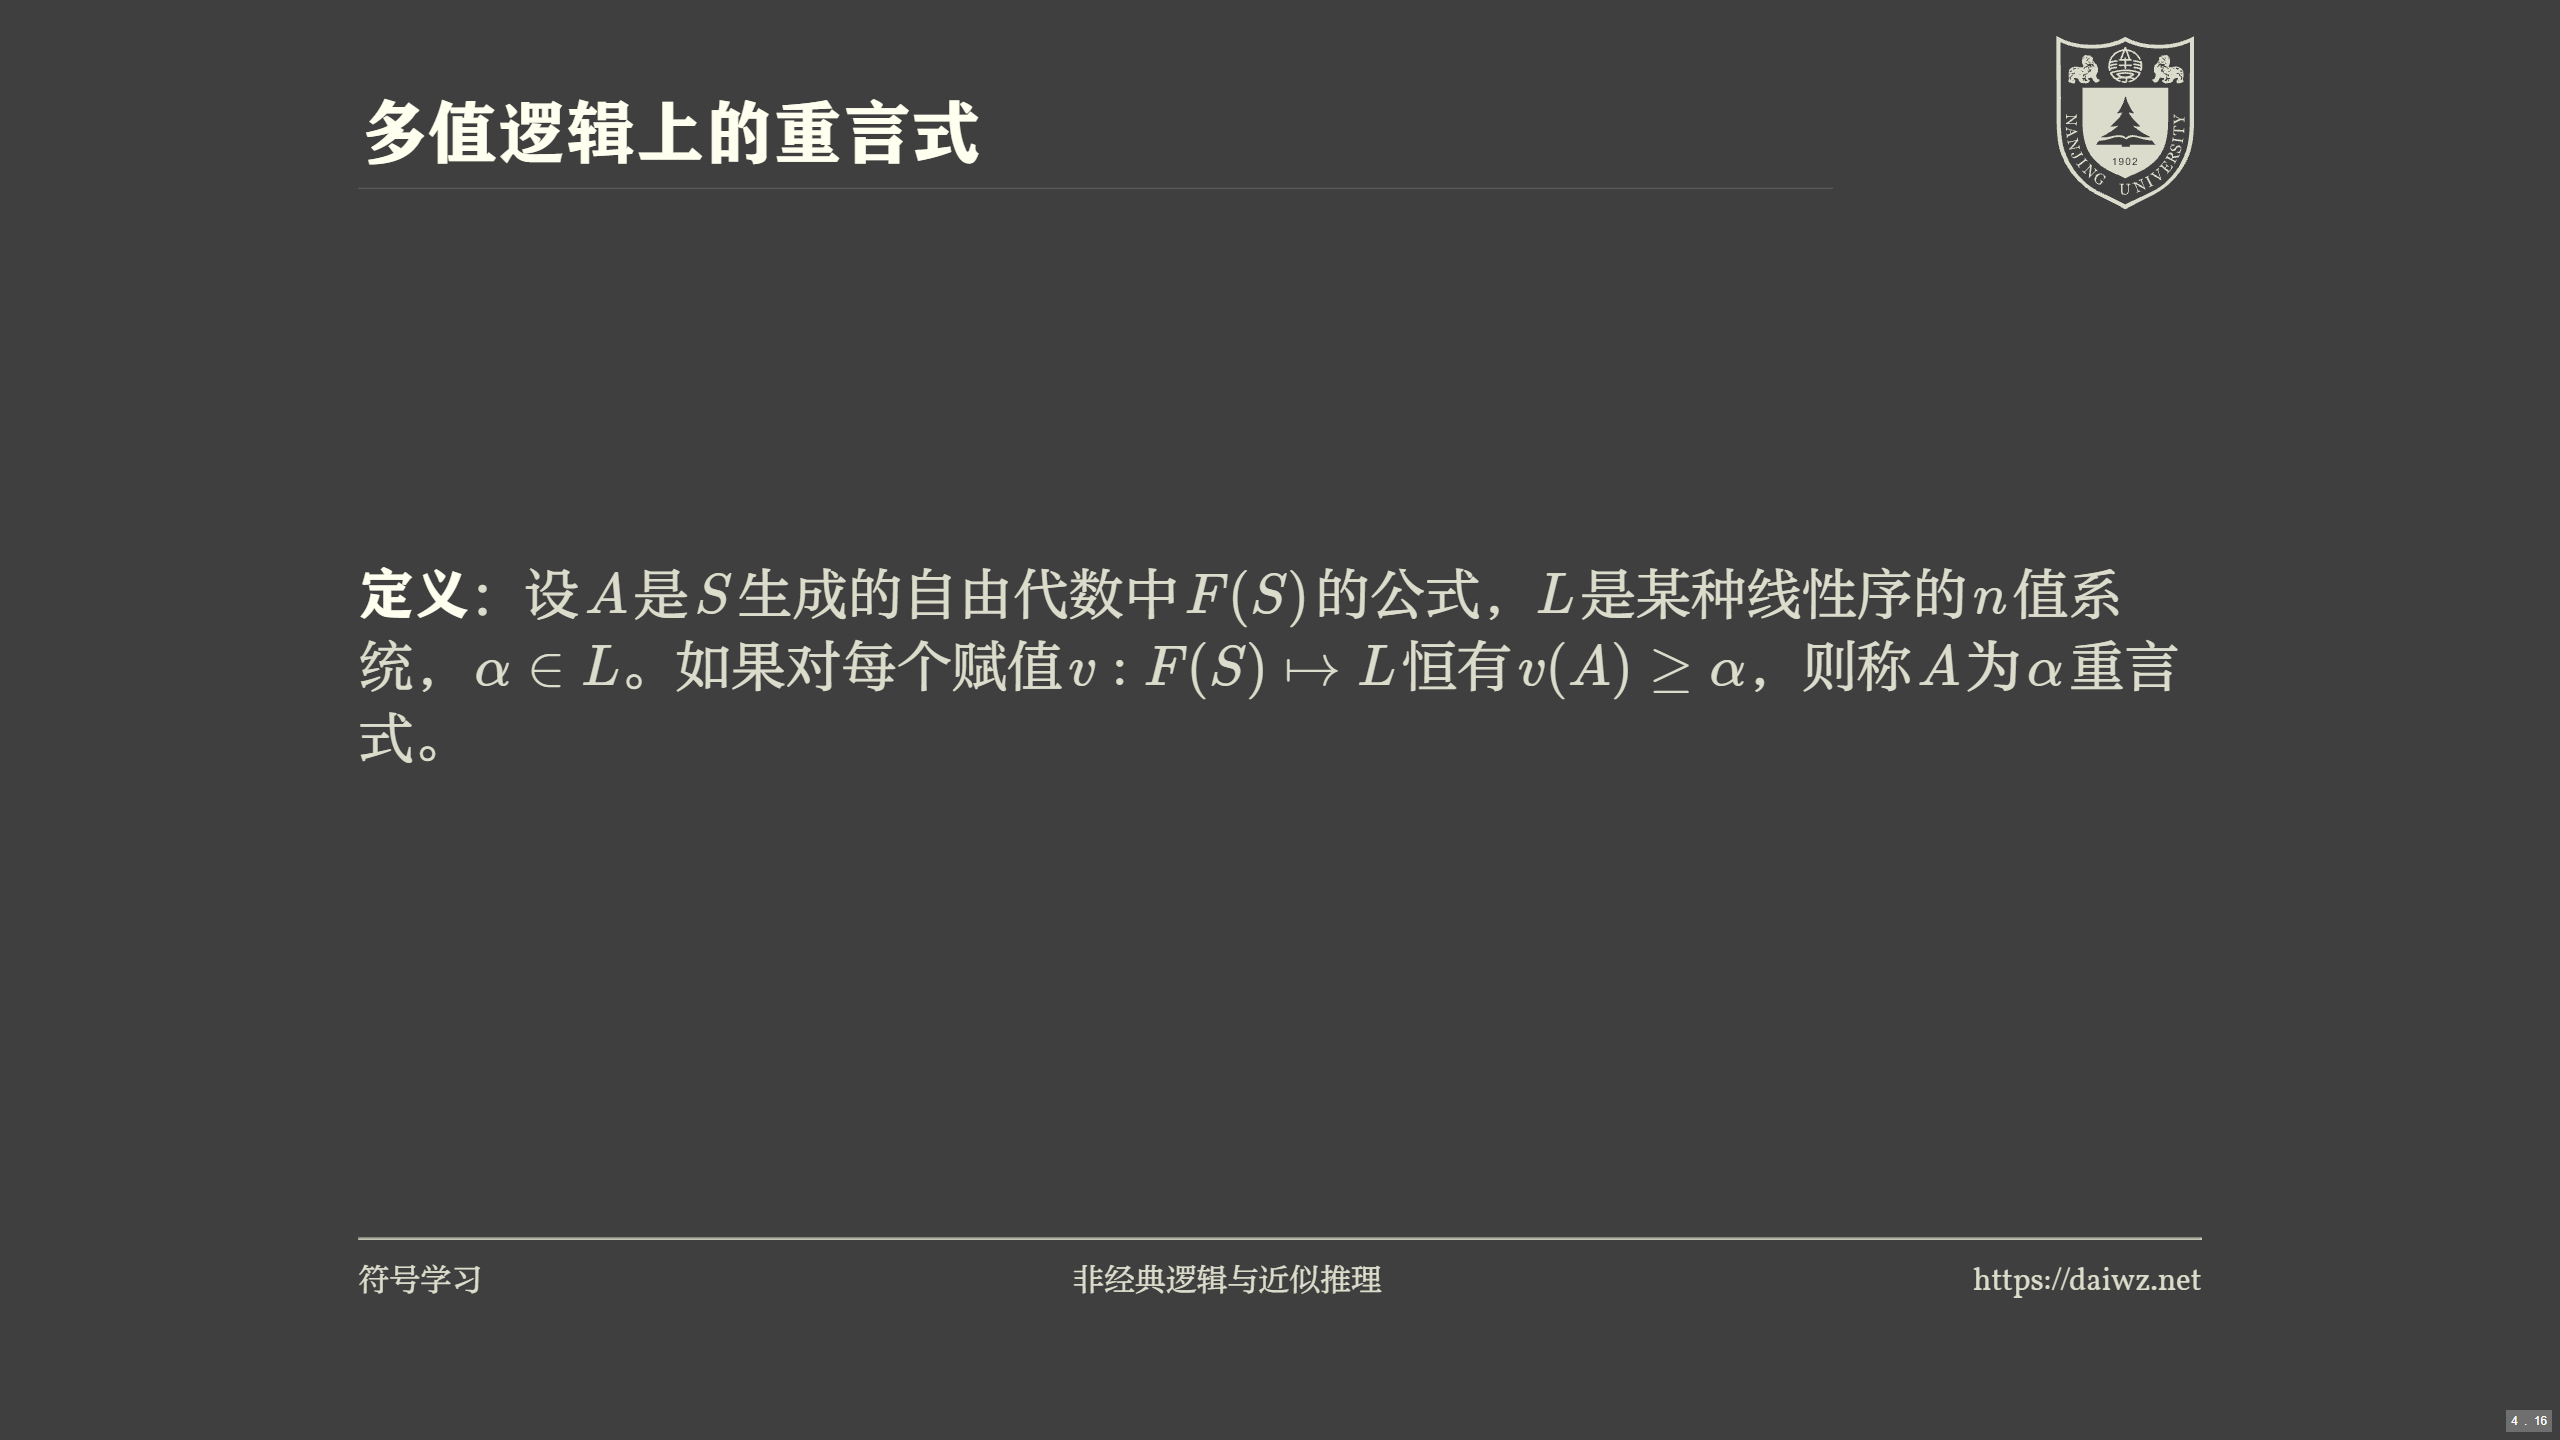 多值逻辑上的重言式
NANJING UNIVERSITY
1902
定义：设A是S生成的自由代数中F(S)的公式，L是某种线性序的n值系
统，α ∈ L。如果对每个赋值v : F(S) ↦ L恒有v(A) ≥ α，则称A为α重言
式。
符号学习
非经典逻辑与近似推理
https://daiwz.net
4 . 16